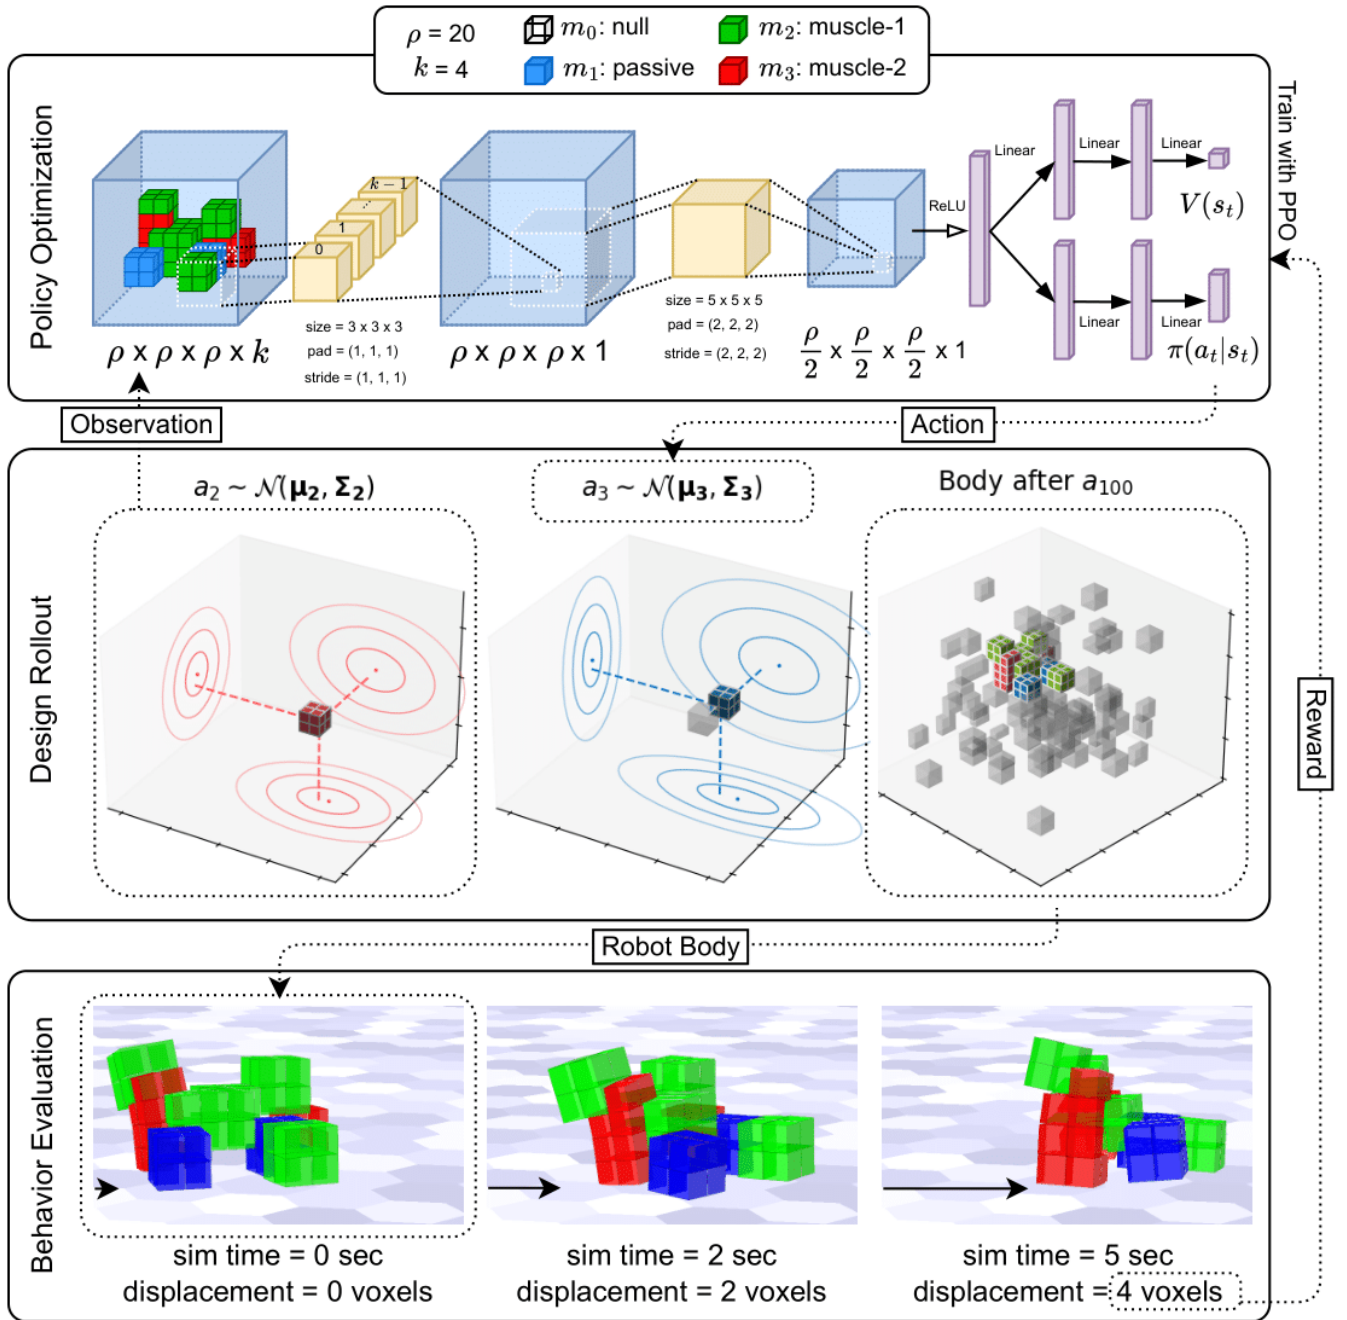 ρ = 20
k = 4
m₀: null
m₁: passive
m₂: muscle-1
m₃: muscle-2
Policy Optimization
Train with PPO
0
1
k − 1
size = 3 x 3 x 3
pad = (1, 1, 1)
stride = (1, 1, 1)
size = 5 x 5 x 5
pad = (2, 2, 2)
stride = (2, 2, 2)
ρ x ρ x ρ x k
ρ x ρ x ρ x 1
ρ/2 x ρ/2 x ρ/2 x 1
ReLU
Linear
Linear
Linear
V(sₜ)
Linear
Linear
π(aₜ|sₜ)
Observation
Action
Design Rollout
a₂ ~ 𝒩(μ₂, Σ₂)
a₃ ~ 𝒩(μ₃, Σ₃)
Body after a₁₀₀
Reward
Robot Body
Behavior Evaluation
sim time = 0 sec
displacement = 0 voxels
sim time = 2 sec
displacement = 2 voxels
sim time = 5 sec
displacement = 4 voxels